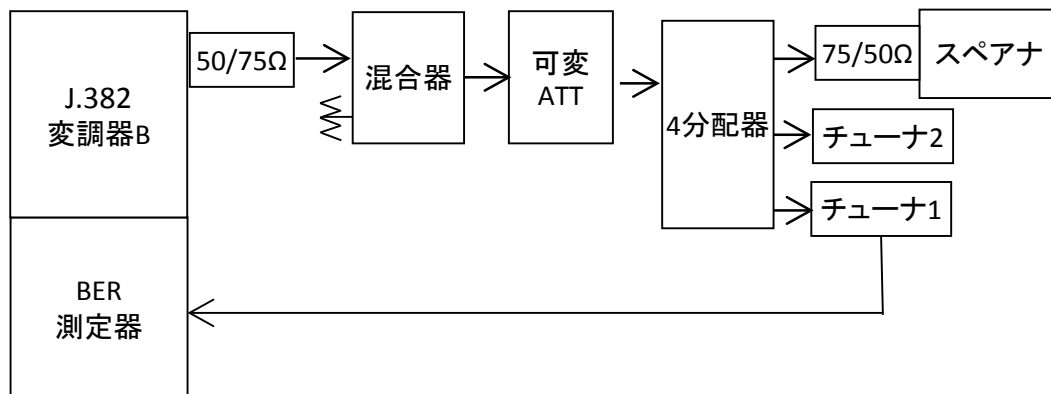 J.382
変調器B
50/75Ω
混合器
可変
ATT
4分配器
75/50Ω
スペアナ
チューナ2
チューナ1
BER
測定器